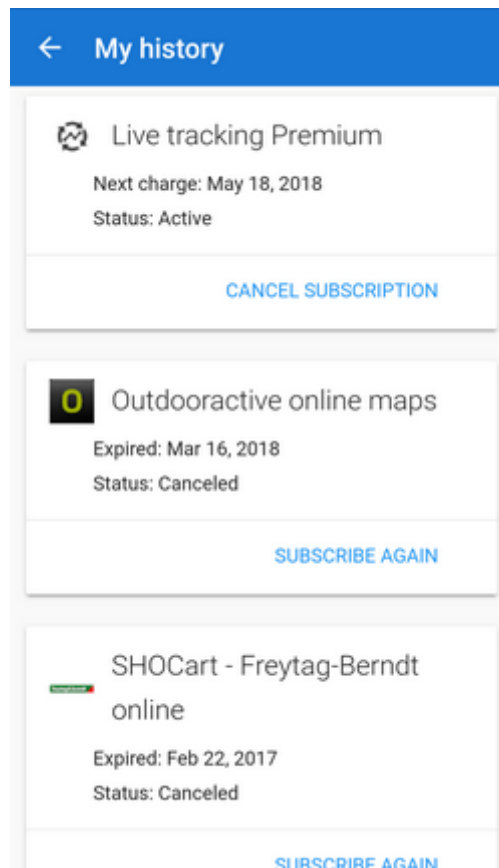 My history
Live tracking Premium
Next charge: May 18, 2018
Status: Active
CANCEL SUBSCRIPTION
O Outdooractive online maps
Expired: Mar 16, 2018
Status: Canceled
SUBSCRIBE AGAIN
SHOCart - Freytag-Berndt
online
Expired: Feb 22, 2017
Status: Canceled
SUBSCRIBE AGAIN